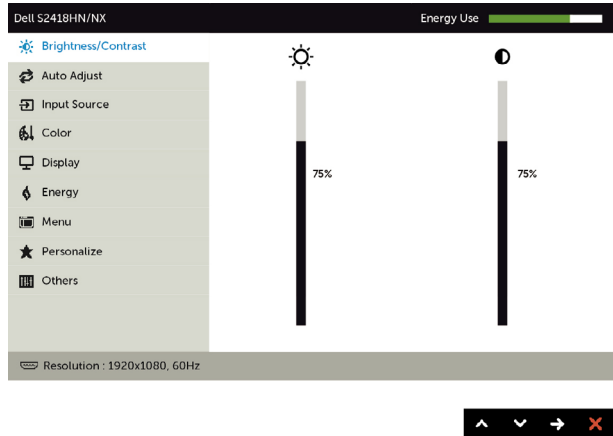 Dell S2418HN/NX
Energy Use
Brightness/Contrast
Auto Adjust
Input Source
Color
Display
Energy
Menu
Personalize
Others
75%
75%
Resolution : 1920x1080, 60Hz